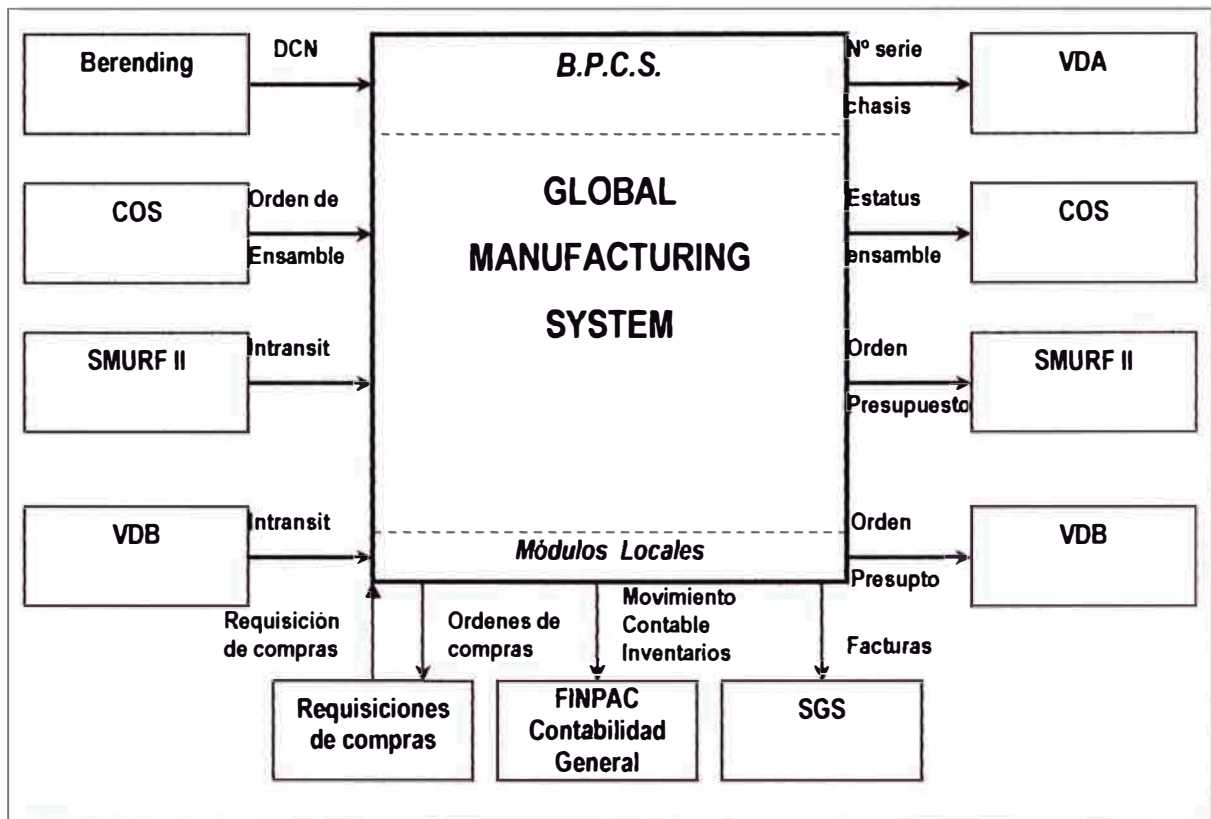 Berending
DCN
B.P.C.S.
Nº serie
chasis
VDA
COS
Orden de
Ensamble
GLOBAL
MANUFACTURING
SYSTEM
Estatus
ensamble
COS
SMURF II
Intransit
Orden
Presupuesto
SMURF II
VDB
Intransit
Módulos Locales
Orden
Presupto
VDB
Requisición
de compras
Ordenes de
compras
Movimiento
Contable
Inventarios
Facturas
Requisiciones
de compras
FINPAC
Contabilidad
General
SGS